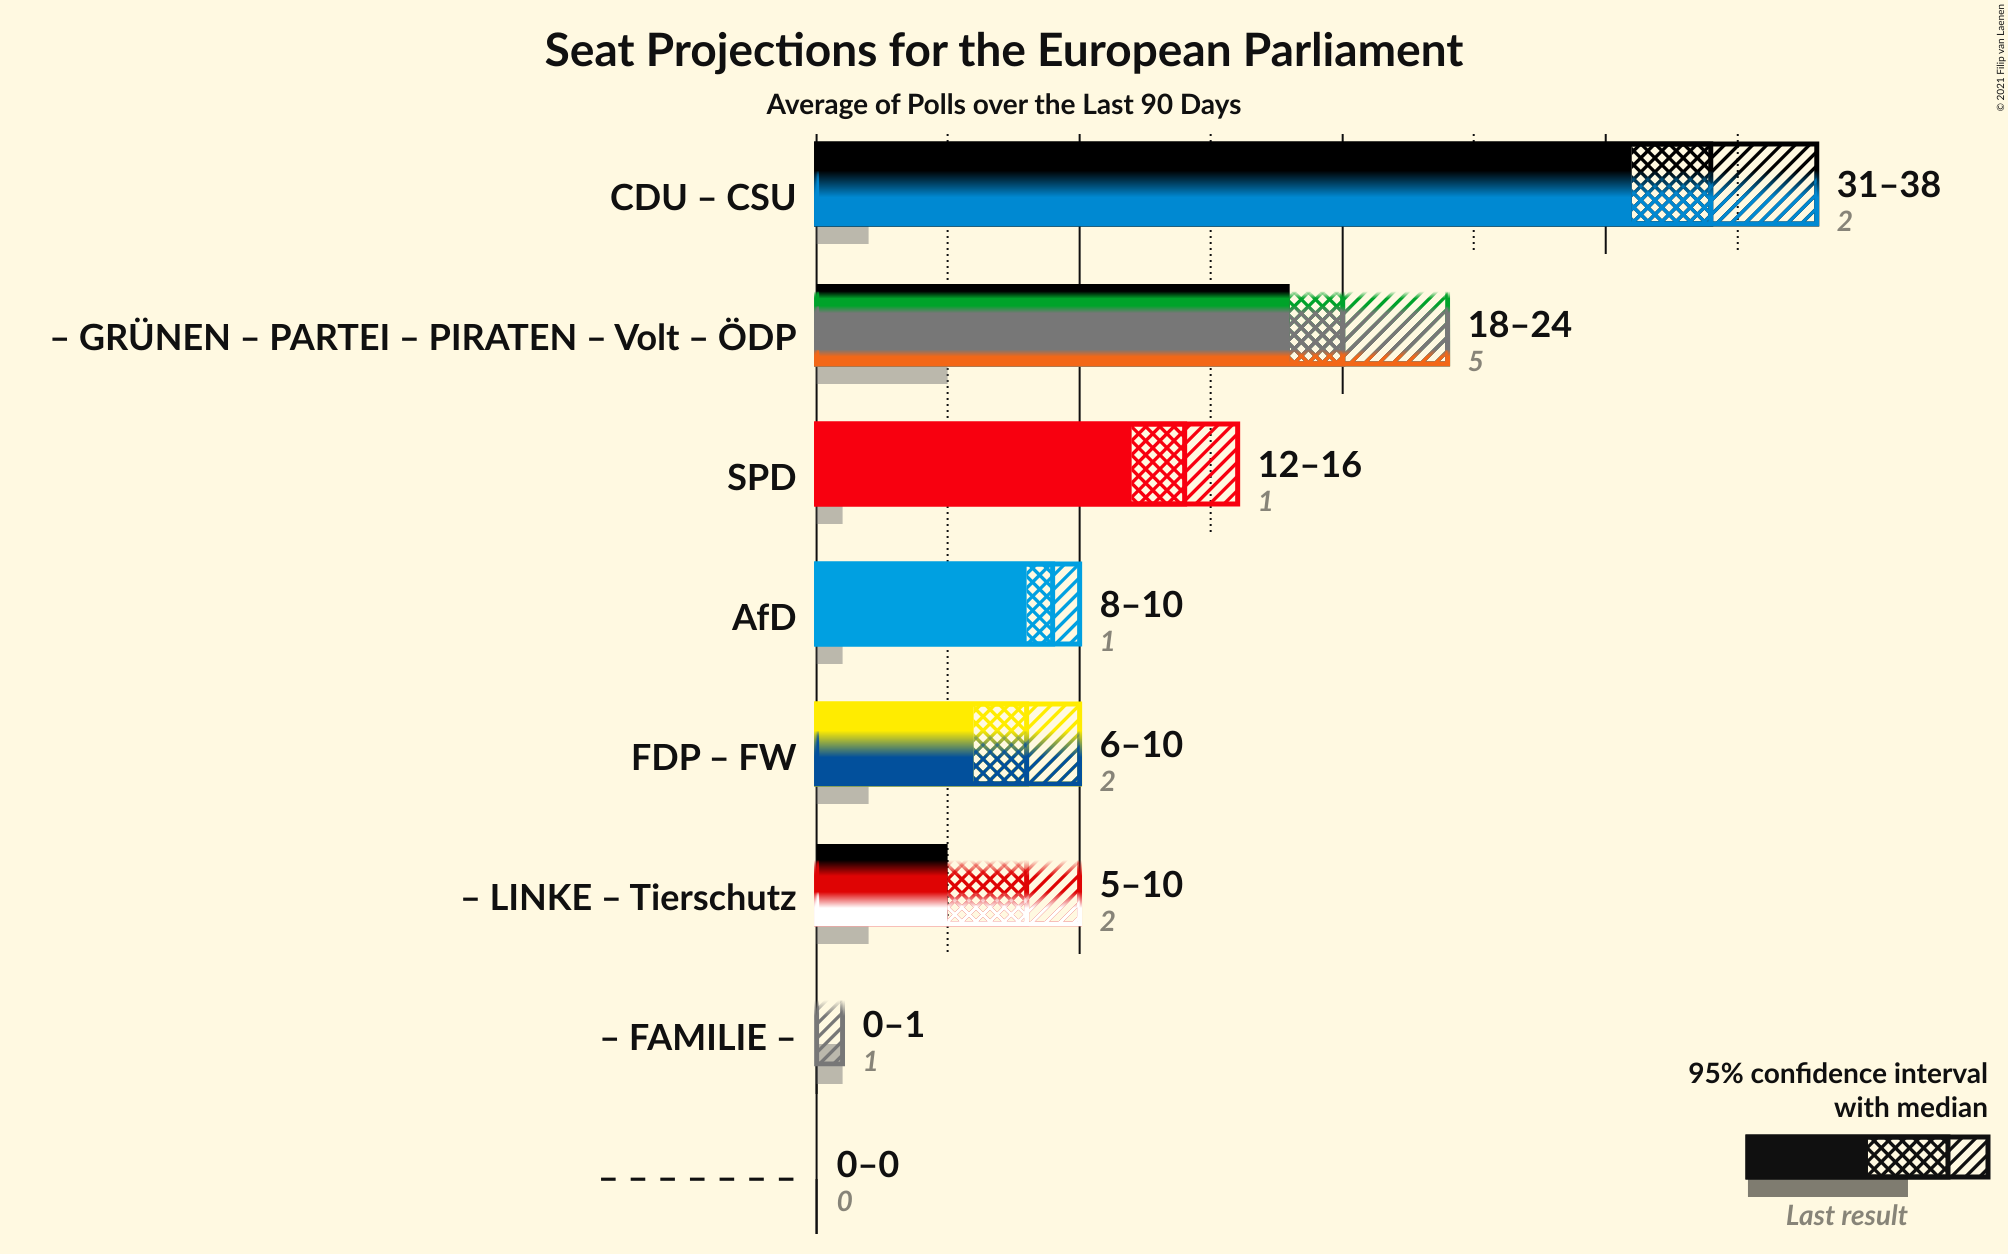 Seat Projections for the European Parliament
Average of Polls over the Last 90 Days
© 2021 Filip van Laenen
CDU – CSU
31–38
2
– GRÜNEN – PARTEI – PIRATEN – Volt – ÖDP
18–24
5
SPD
12–16
1
AfD
8–10
1
FDP – FW
6–10
2
– LINKE – Tierschutz
5–10
2
– FAMILIE –
0–1
1
– – – – – – –
0–0
0
95% confidence interval
with median
Last result